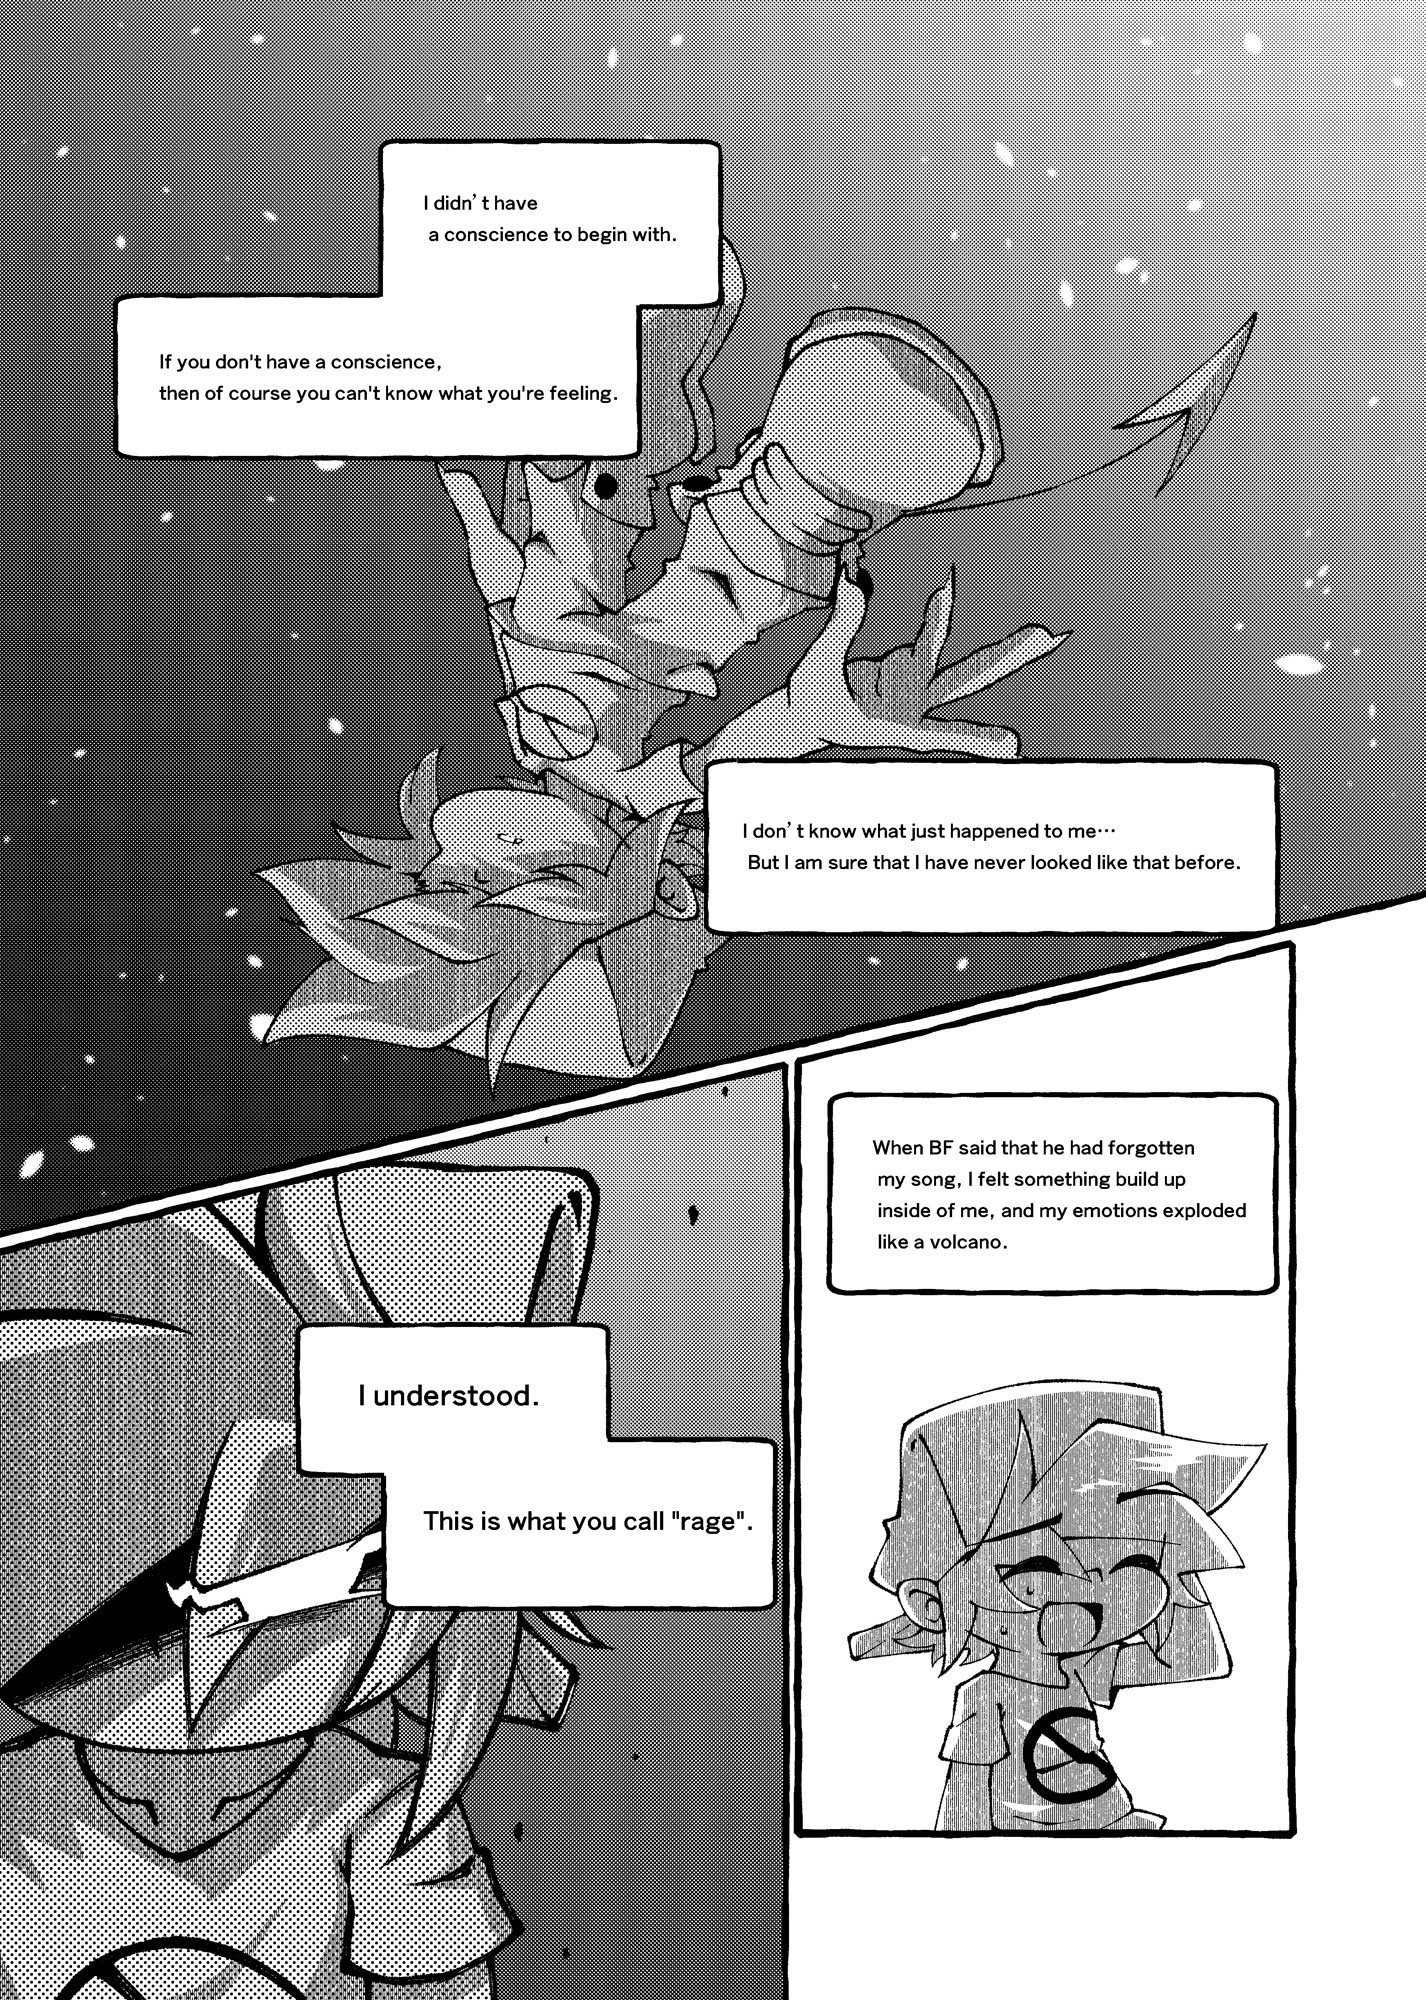 I didn’t have
a conscience to begin with.
If you don't have a conscience,
then of course you can't know what you're feeling.
I don’t know what just happened to me…
But I am sure that I have never looked like that before.
When BF said that he had forgotten
my song, I felt something build up
inside of me, and my emotions exploded
like a volcano.
I understood.
This is what you call "rage".